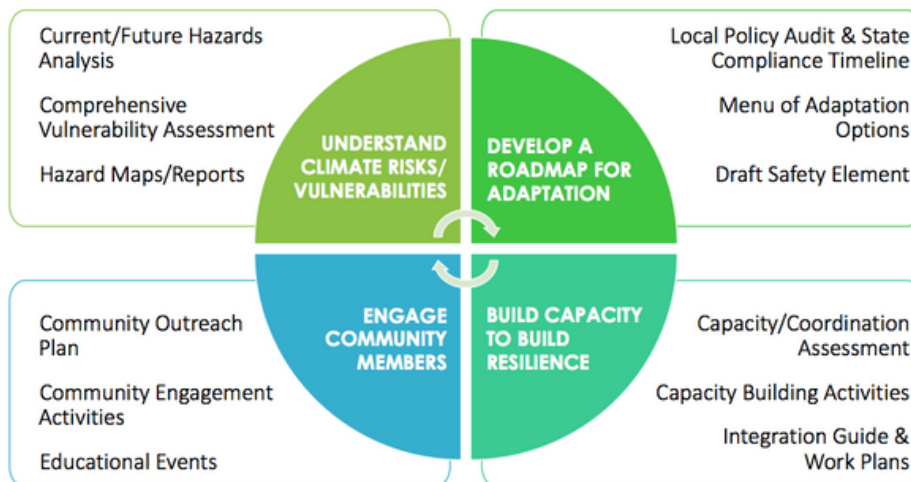 Current/Future Hazards
Analysis
Comprehensive
Vulnerability Assessment
Hazard Maps/Reports
UNDERSTAND
CLIMATE RISKS/
VULNERABILITIES
DEVELOP A
ROADMAP FOR
ADAPTATION
Local Policy Audit & State
Compliance Timeline
Menu of Adaptation
Options
Draft Safety Element
Community Outreach
Plan
Community Engagement
Activities
Educational Events
ENGAGE
COMMUNITY
MEMBERS
BUILD CAPACITY
TO BUILD
RESILIENCE
Capacity/Coordination
Assessment
Capacity Building Activities
Integration Guide &
Work Plans